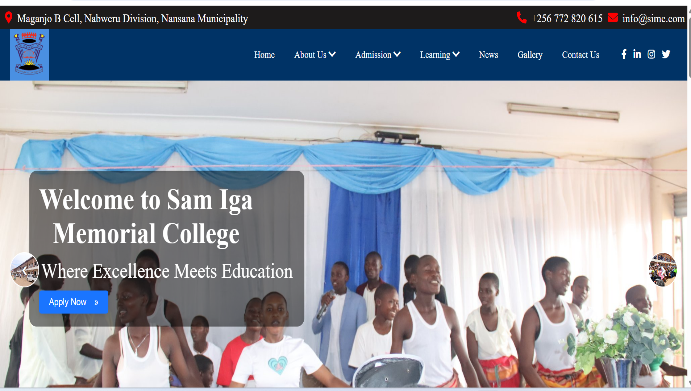 Maganjo B Cell, Nabweru Division, Nansana Municipality
+256 772 820 615 info@simc.com
Home About Us Admission Learning News Gallery Contact Us
Welcome to Sam Iga
Memorial College
Where Excellence Meets Education
Apply Now »